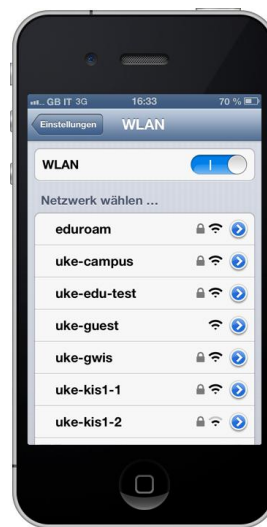 GB IT 3G 16:33 70 %
Einstellungen WLAN
WLAN
Netzwerk wählen ...
eduroam
uke-campus
uke-edu-test
uke-guest
uke-gwis
uke-kis1-1
uke-kis1-2